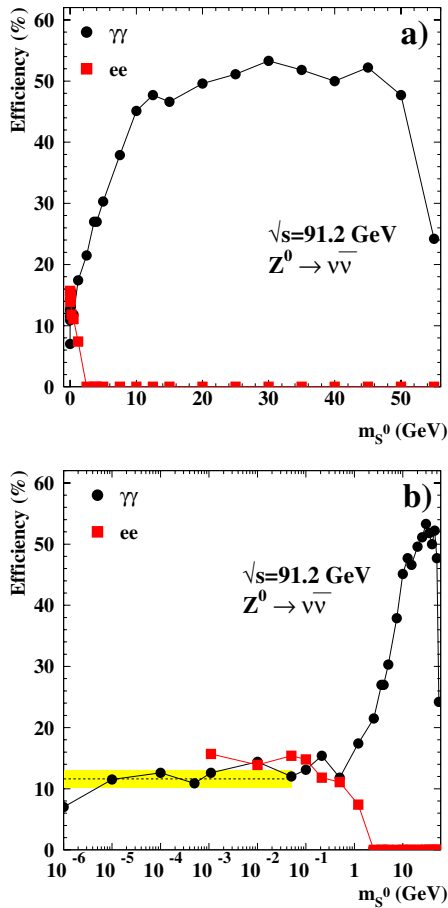 Efficiency (%)
60
50
40
30
20
10
0
γγ
ee
a)
√s=91.2 GeV
Z⁰ → νν̅
0 10 20 30 40 50
m_S⁰ (GeV)
Efficiency (%)
60
50
40
30
20
10
0
γγ
ee
b)
√s=91.2 GeV
Z⁰ → νν̅
10⁻⁶ 10⁻⁵ 10⁻⁴ 10⁻³ 10⁻² 10⁻¹ 1 10
m_S⁰ (GeV)